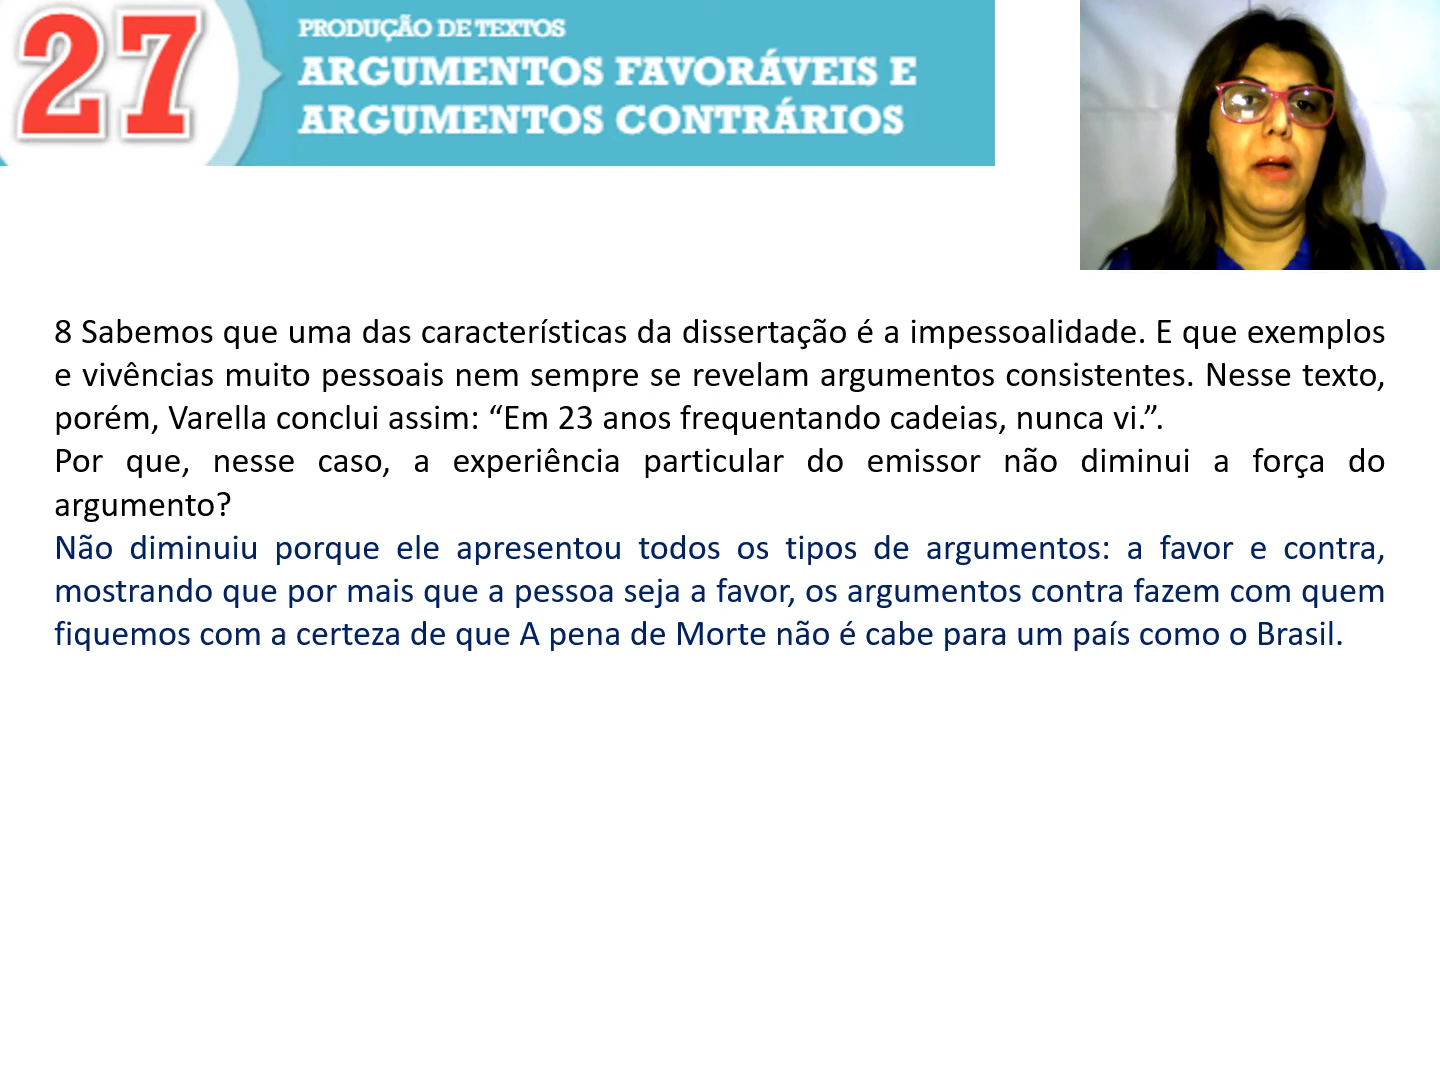 27
PRODUÇÃO DE TEXTOS
ARGUMENTOS FAVORÁVEIS E
ARGUMENTOS CONTRÁRIOS
8 Sabemos que uma das características da dissertação é a impessoalidade. E que exemplos
e vivências muito pessoais nem sempre se revelam argumentos consistentes. Nesse texto,
porém, Varella conclui assim: “Em 23 anos frequentando cadeias, nunca vi.”.
Por que, nesse caso, a experiência particular do emissor não diminui a força do
argumento?
Não diminuiu porque ele apresentou todos os tipos de argumentos: a favor e contra,
mostrando que por mais que a pessoa seja a favor, os argumentos contra fazem com quem
fiquemos com a certeza de que A pena de Morte não é cabe para um país como o Brasil.